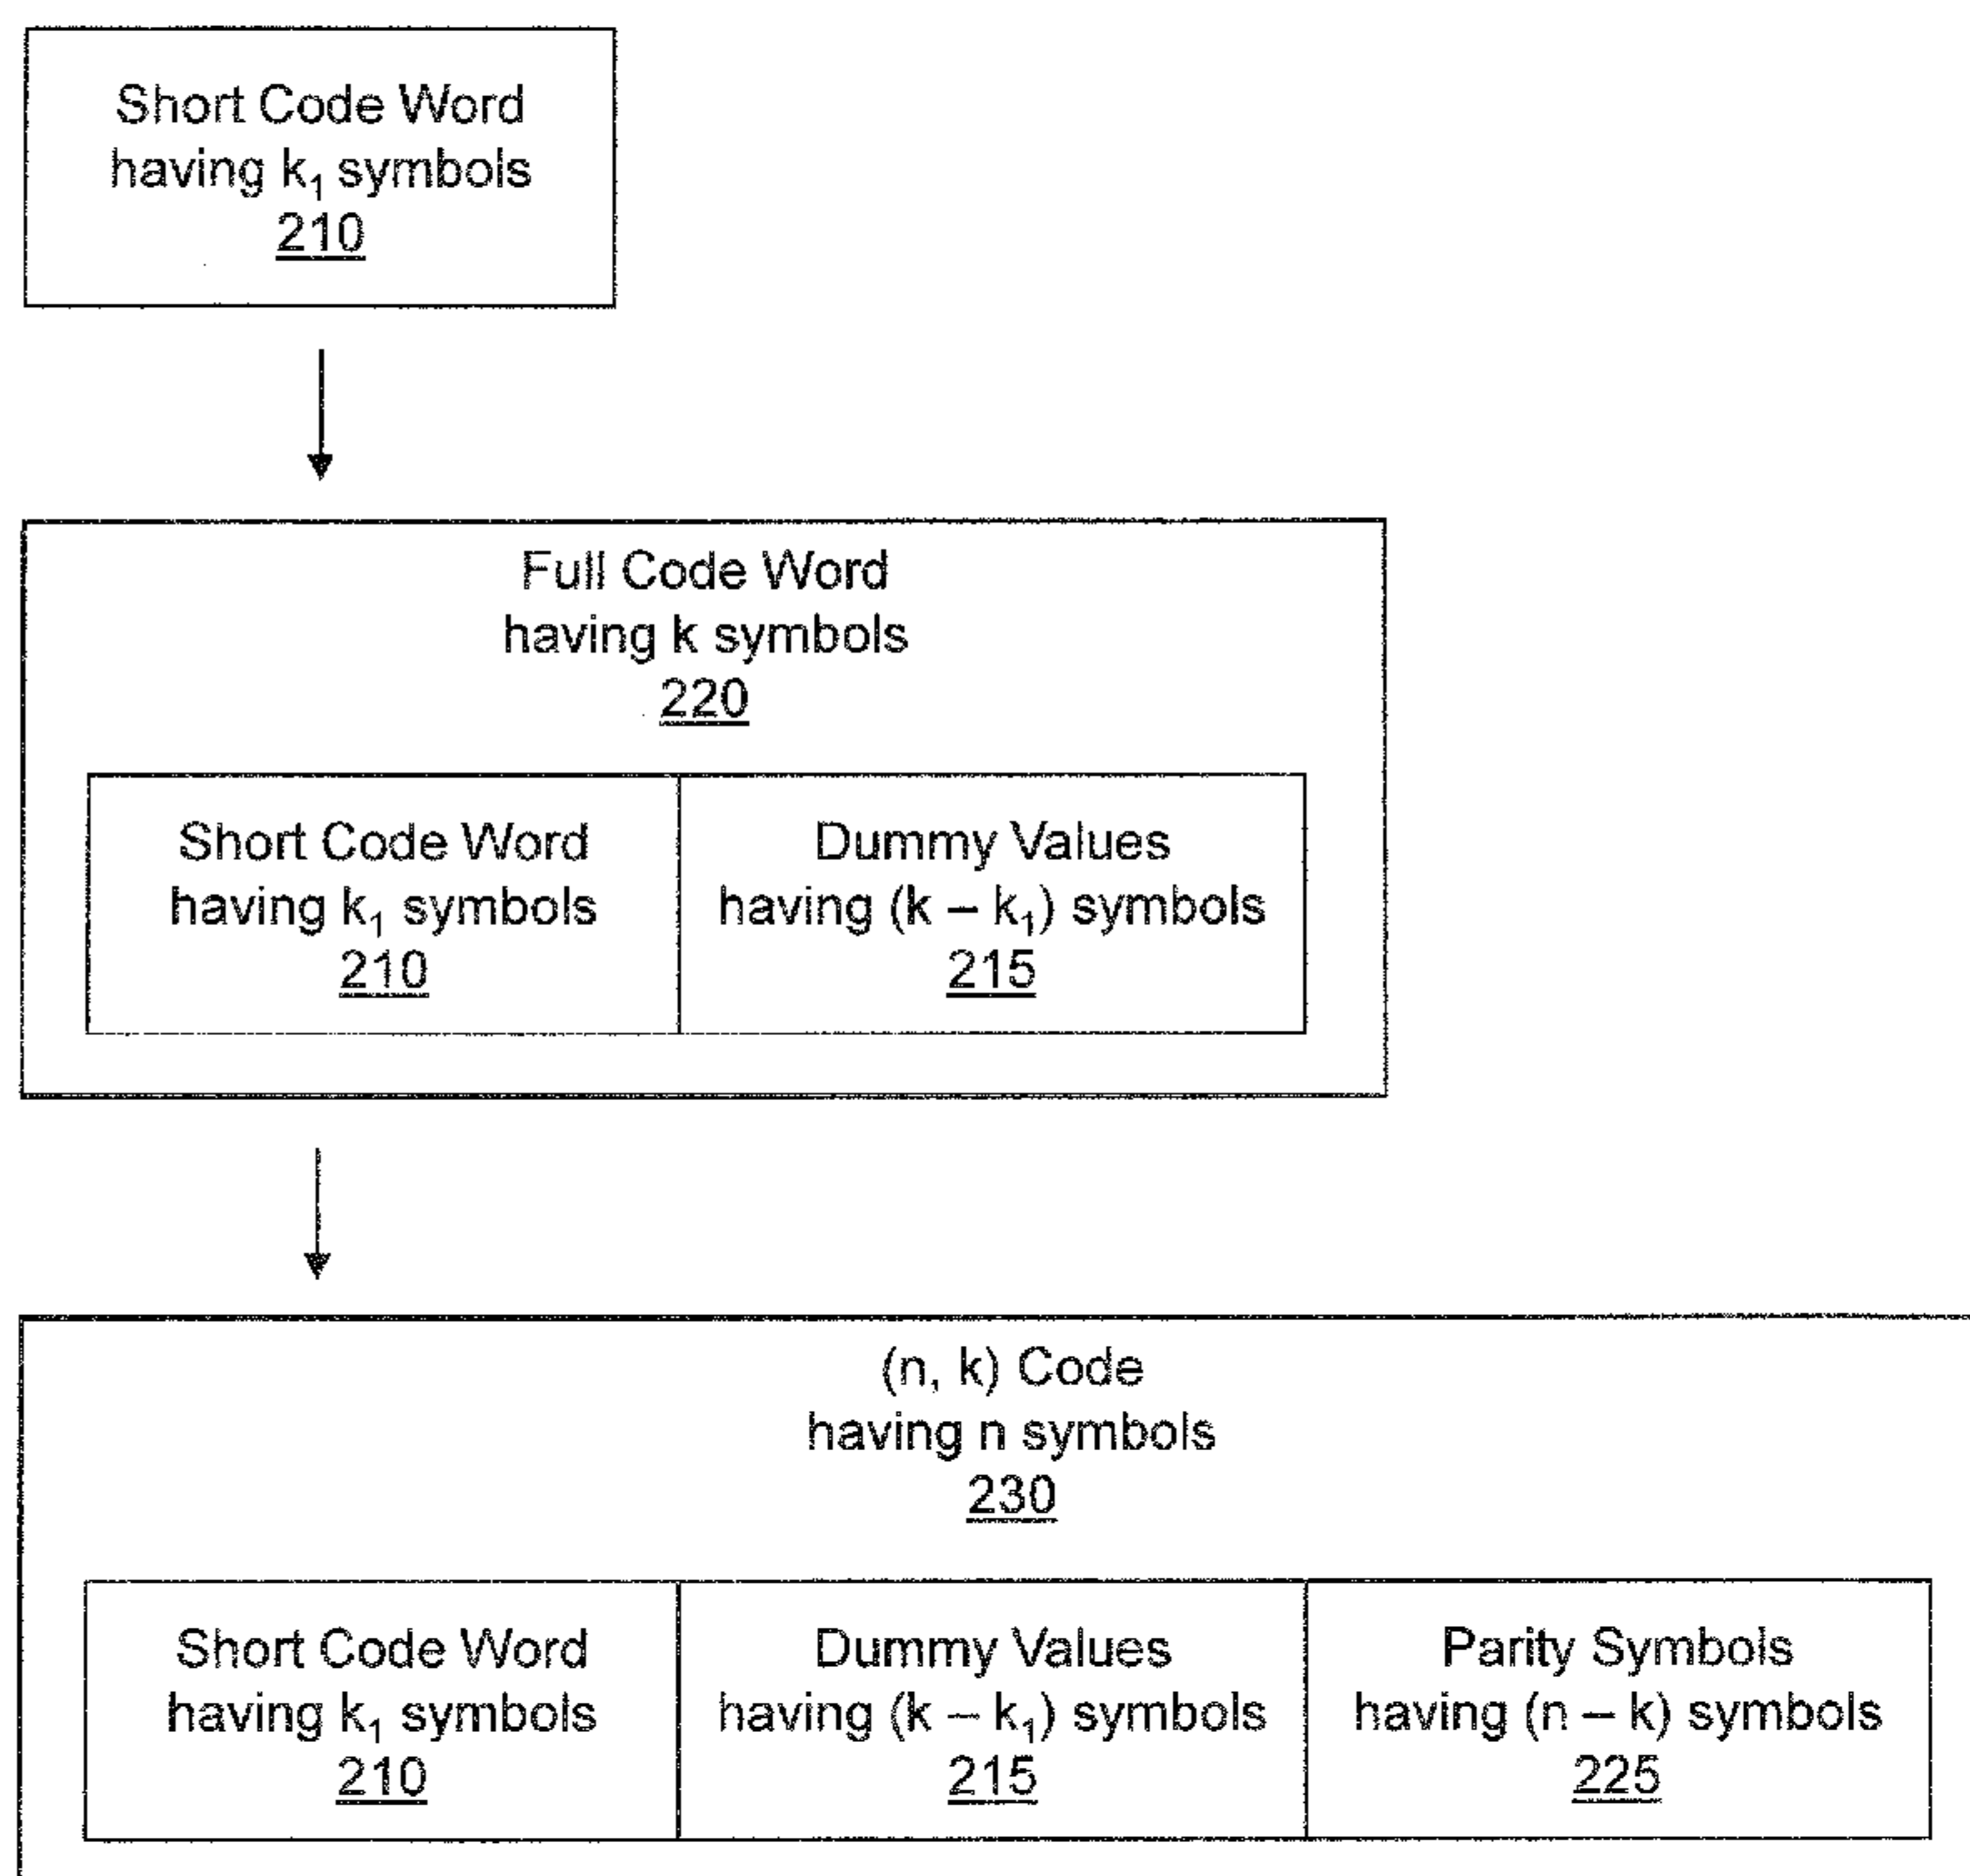 Short Code Word
having k₁ symbols
210
Full Code Word
having k symbols
220
Short Code Word
having k₁ symbols
210
Dummy Values
having (k – k₁) symbols
215
(n, k) Code
having n symbols
230
Short Code Word
having k₁ symbols
210
Dummy Values
having (k – k₁) symbols
215
Parity Symbols
having (n – k) symbols
225